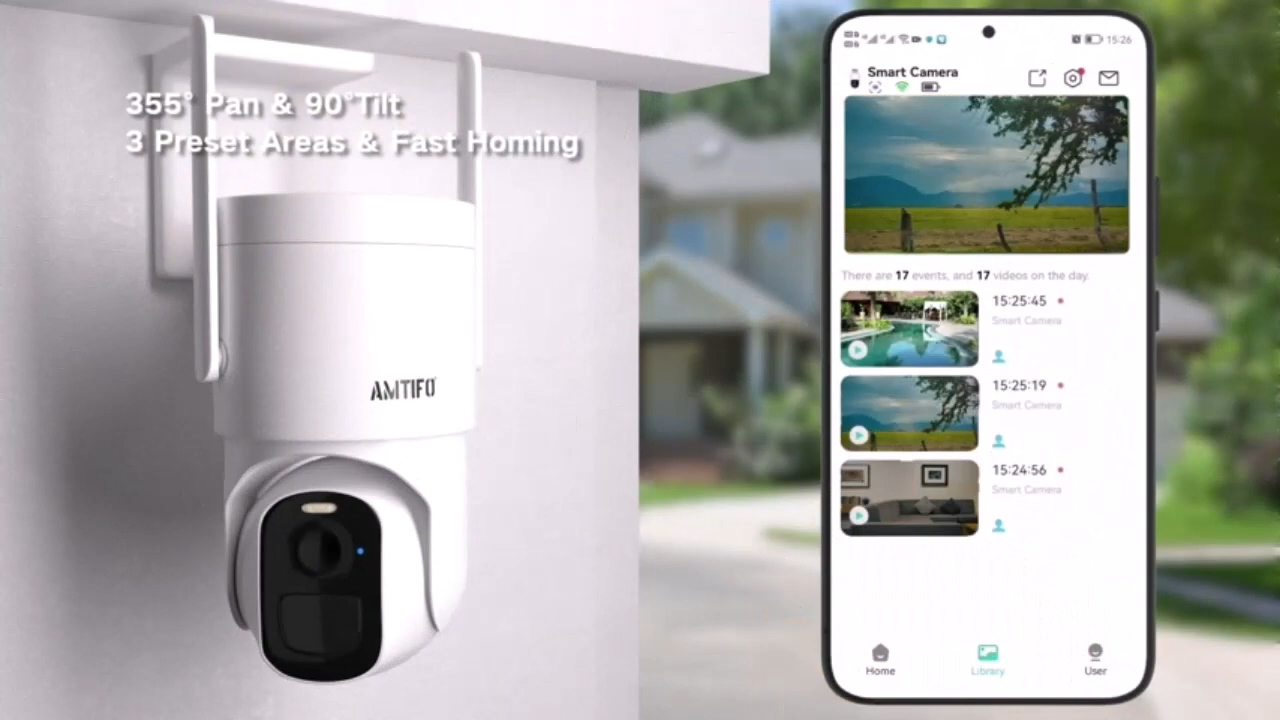 355° Pan & 90°Tilt
3 Preset Areas & Fast Homing
AMTIFO
15:26
Smart Camera
There are 17 events, and 17 videos on the day.
15:25:45
Smart Camera
15:25:19
Smart Camera
15:24:56
Smart Camera
Home
Library
User